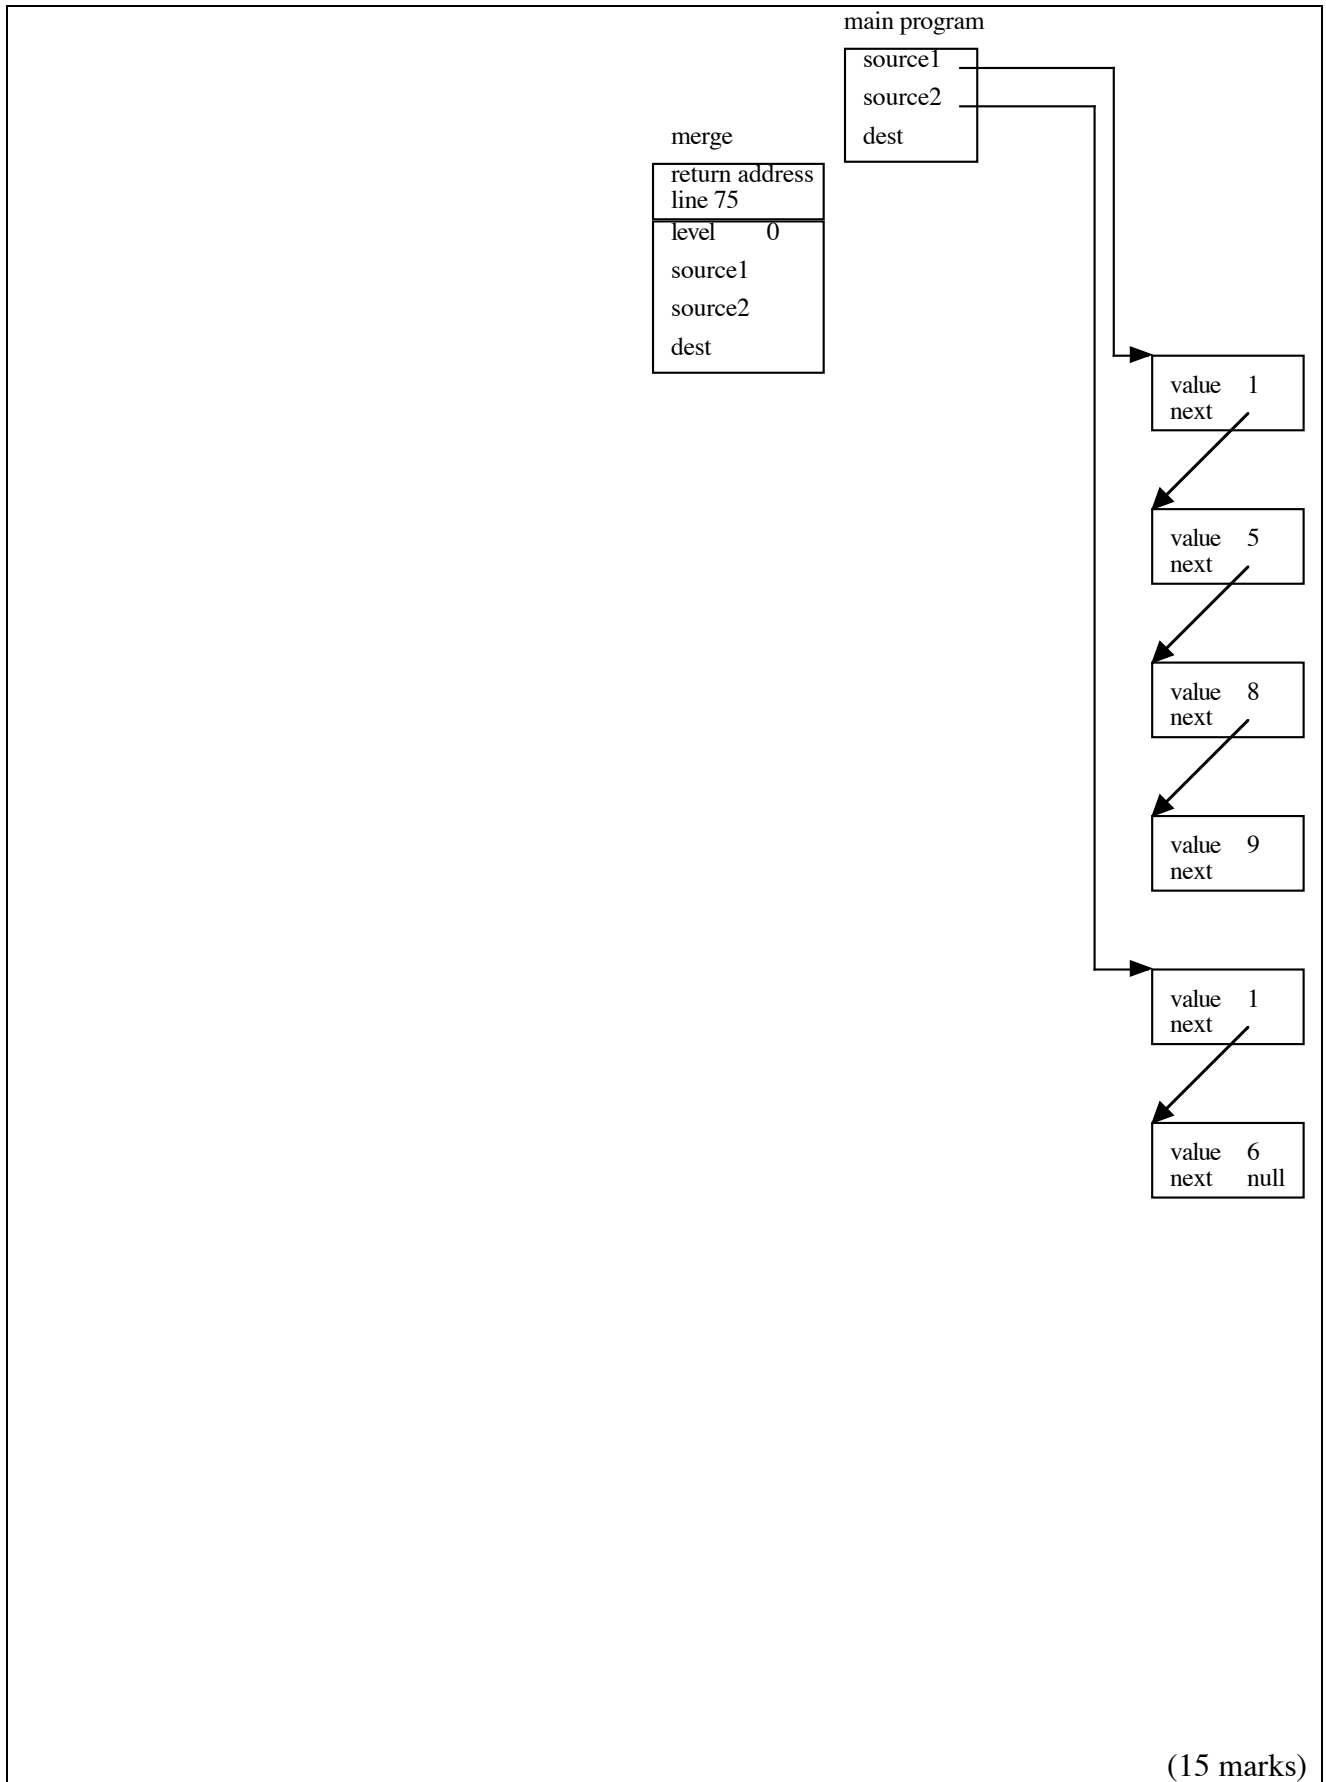 main program
source1
source2
dest
merge
return address
line 75
level 0
source1
source2
dest
value 1
next
value 5
next
value 8
next
value 9
next
value 1
next
value 6
next null
(15 marks)